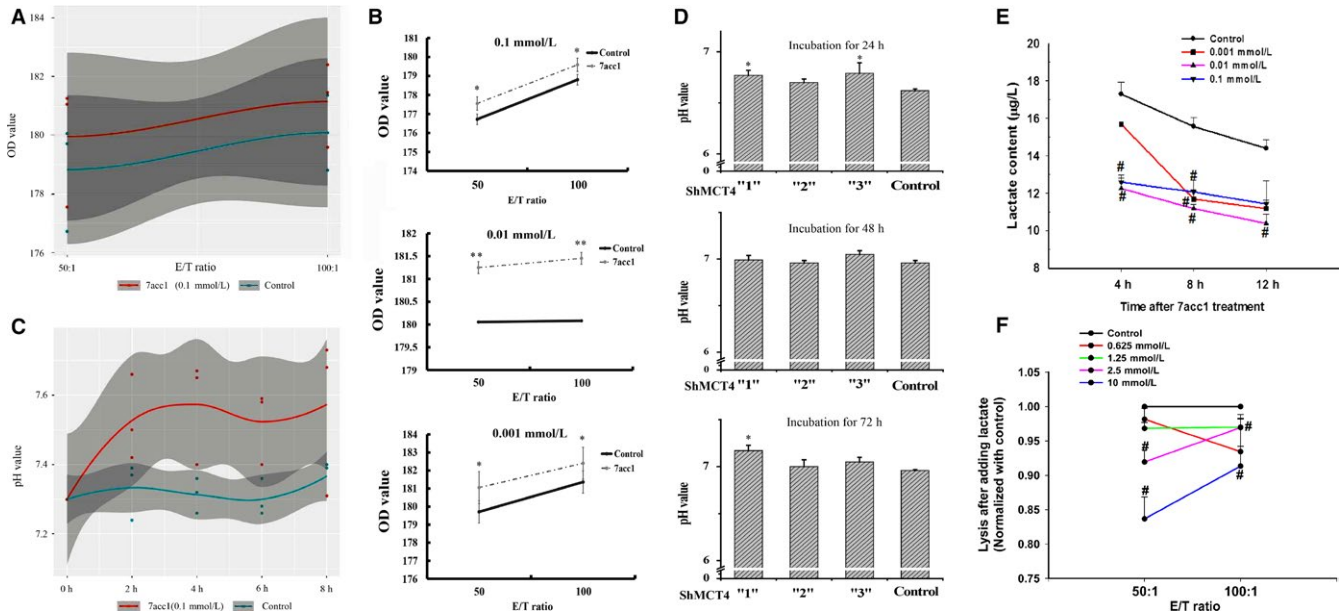 A
184
182
180
178
176
OD value
50:1
E/T ratio
100:1
7acc1 (0.1 mmol/L)
Control
B
0.1 mmol/L)
181
180
179
178
177
176
175
174
OD value
*
*
Control
7acc1
50
100
E/T ratio
0.01 mmol/L)
182
181.5
181
180.5
180
179.5
179
OD value
**
**
Control
7acc1
50
100
E/T ratio
0.001 mmol/L)
184
183
182
181
180
179
178
177
176
OD value
*
*
Control
7acc1
50
100
E/T ratio
C
7.6
7.4
7.2
pH value
0 h
2 h
4 h
6 h
8 h
7acc1(0.1 mmol/L)
Control
D
Incubation for 24 h
7
6
0
pH value
*
*
ShMCT4 "1" "2" "3" Control
Incubation for 48 h
7
6
0
pH value
ShMCT4 "1" "2" "3" Control
Incubation for 72 h
7
6
0
pH value
*
ShMCT4 "1" "2" "3" Control
E
Control
0.001 mmol/L
0.01 mmol/L
0.1 mmol/L
20
18
16
14
12
10
8
Lactate content (µg/L)
#
#
#
#
#
#
4 h
8 h
12 h
Time after 7acc1 treatment
F
Control
0.625 mmol/L
1.25 mmol/L
2.5 mmol/L
10 mmol/L
1.05
1.00
0.95
0.90
0.85
0.80
0.75
Lysis after adding lactate
(Normalized with control)
#
#
#
#
50:1
100:1
E/T ratio